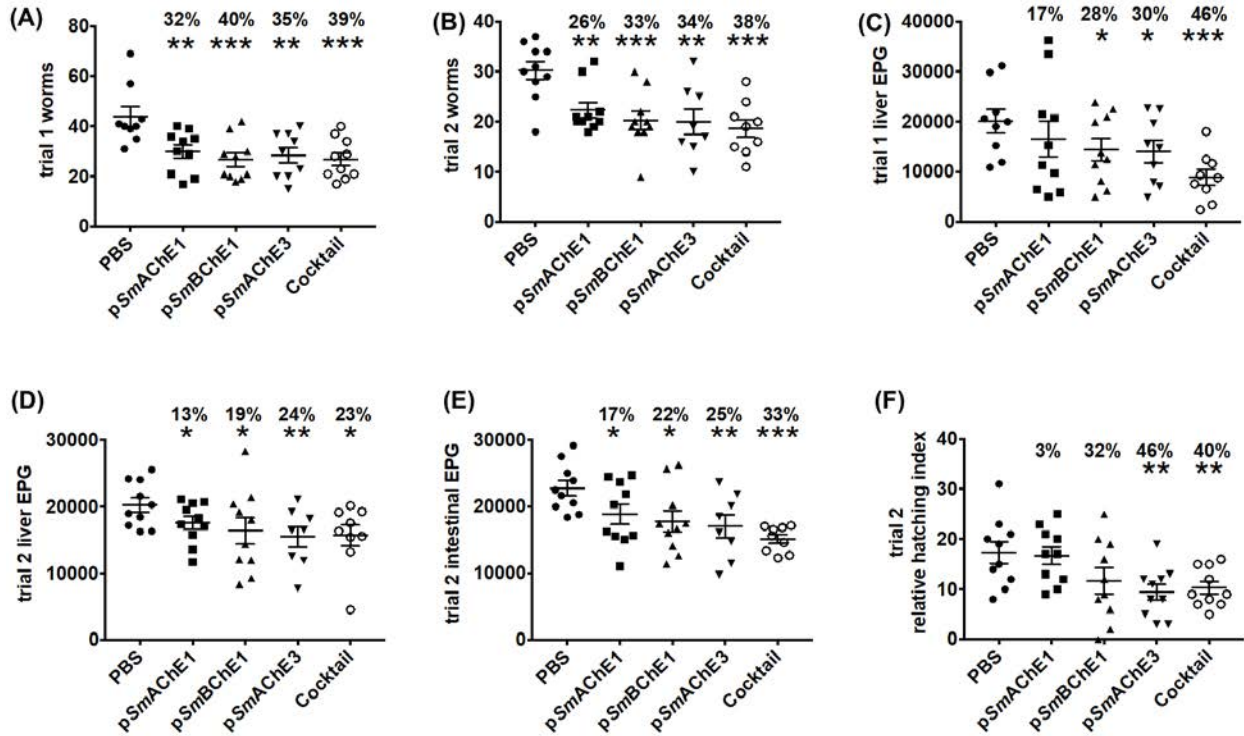 (A)
32% 40% 35% 39%
** *** ** ***
trial 1 worms
80
60
40
20
0
PBS
pSmAChE1
pSmBChE1
pSmAChE3
Cocktail
(B)
26% 33% 34% 38%
** *** ** ***
trial 2 worms
40
30
20
10
0
PBS
pSmAChE1
pSmBChE1
pSmAChE3
Cocktail
(C)
17% 28% 30% 46%
* * ***
trial 1 liver EPG
40000
30000
20000
10000
0
PBS
pSmAChE1
pSmBChE1
pSmAChE3
Cocktail
(D)
13% 19% 24% 23%
* * ** *
trial 2 liver EPG
30000
20000
10000
0
PBS
pSmAChE1
pSmBChE1
pSmAChE3
Cocktail
(E)
17% 22% 25% 33%
* * ** ***
trial 2 intestinal EPG
30000
20000
10000
0
PBS
pSmAChE1
pSmBChE1
pSmAChE3
Cocktail
(F)
3% 32% 46% 40%
** **
trial 2
relative hatching index
40
30
20
10
0
PBS
pSmAChE1
pSmBChE1
pSmAChE3
Cocktail